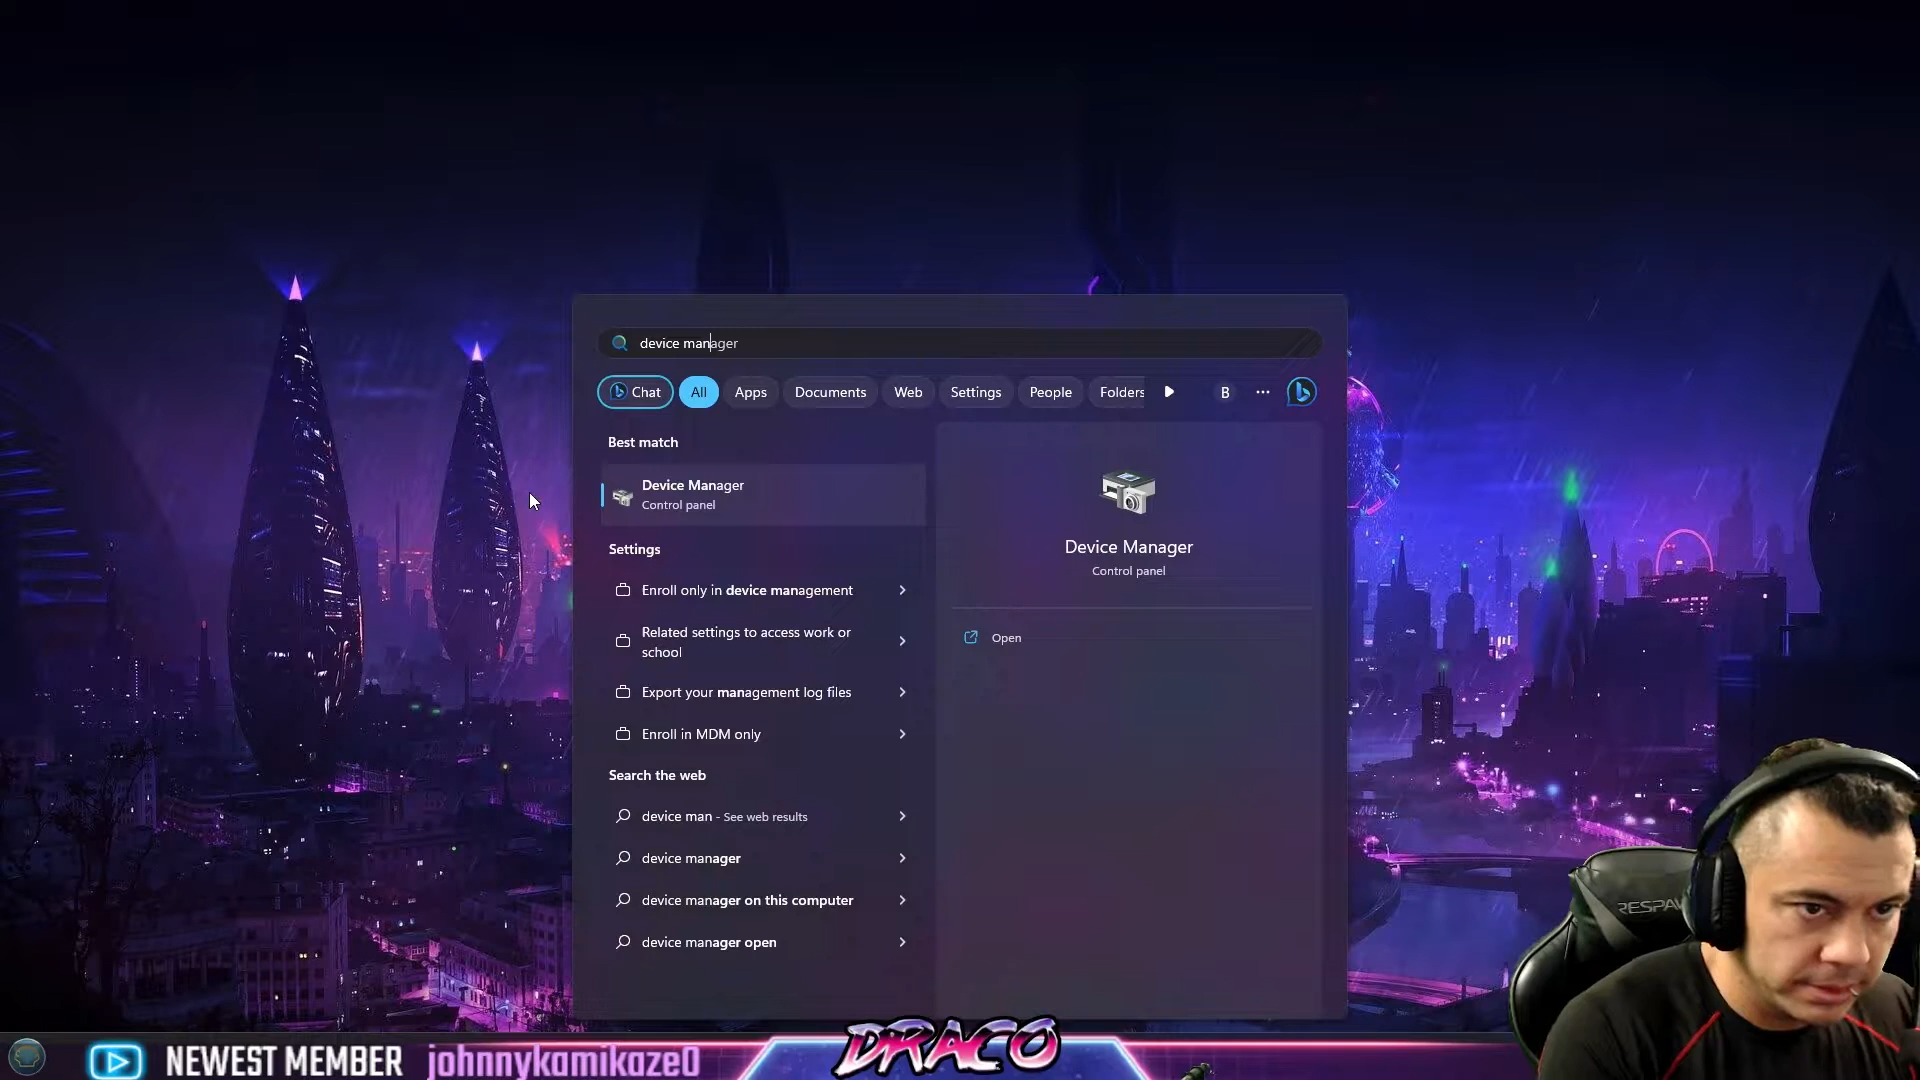 device manager
Chat All Apps Documents Web Settings People Folders B
Best match
Device Manager
Control panel
Settings
Enroll only in device management
Related settings to access work or
school
Export your management log files
Enroll in MDM only
Search the web
device man - See web results
device manager
device manager on this computer
device manager open
Device Manager
Control panel
Open
NEWEST MEMBER johnnykamikaze0
DRACO